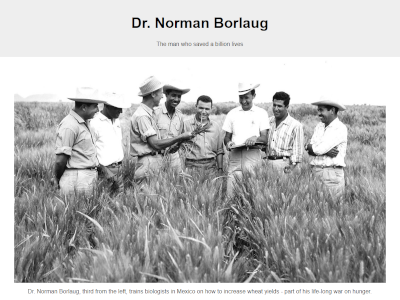 Dr. Norman Borlaug
The man who saved a billion lives
Dr. Norman Borlaug, third from the left, trains biologists in Mexico on how to increase wheat yields - part of his life-long war on hunger.